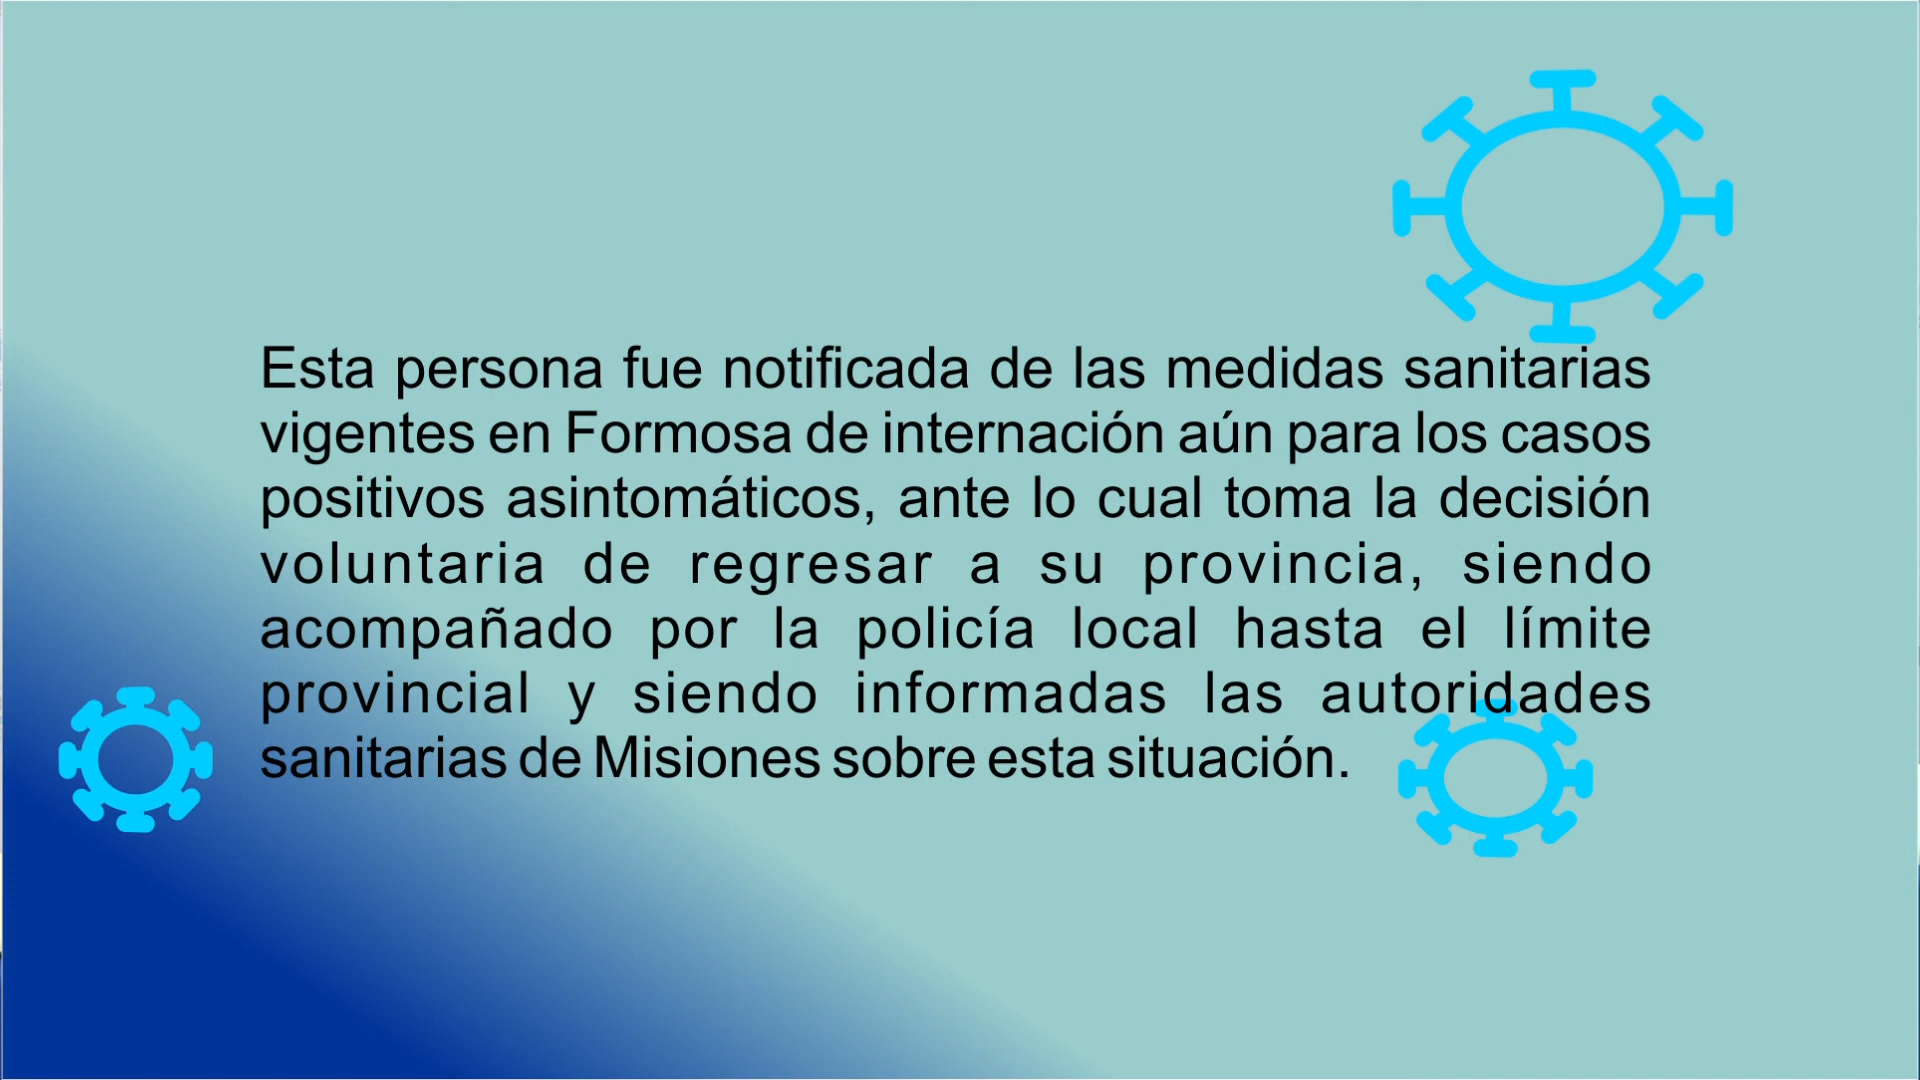 Esta persona fue notificada de las medidas sanitarias
vigentes en Formosa de internación aún para los casos
positivos asintomáticos, ante lo cual toma la decisión
voluntaria de regresar a su provincia, siendo
acompañado por la policía local hasta el límite
provincial y siendo informadas las autoridades
sanitarias de Misiones sobre esta situación.